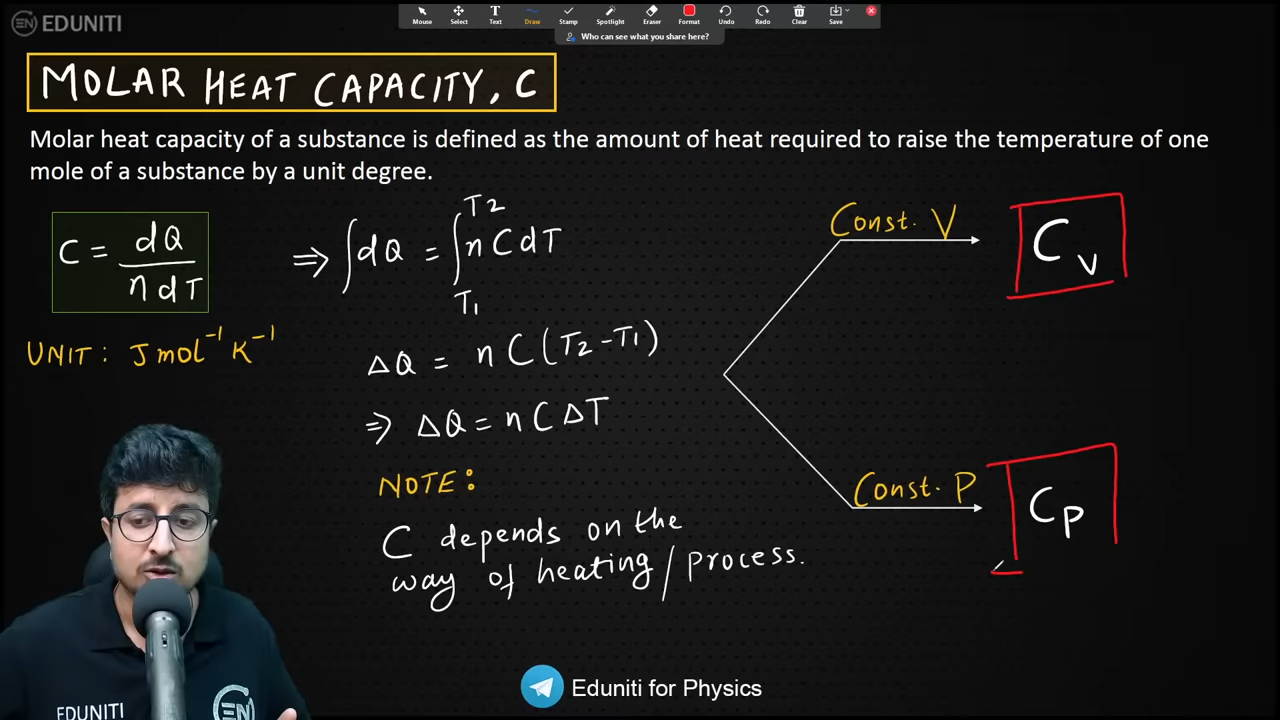 EN EDUNITI
Mouse Select Text Draw Stamp Spotlight Eraser Format Undo Redo Clear Save
Who can see what you share here?
MOLAR HEAT CAPACITY, C
Molar heat capacity of a substance is defined as the amount of heat required to raise the temperature of one
mole of a substance by a unit degree.
C = dQ / n dT
⇒ ∫dQ = ∫ n C dT
T2
T1
UNIT : J mol⁻¹ K⁻¹
ΔQ = n C (T2 - T1)
⇒ ΔQ = n C ΔT
NOTE :
C depends on the
way of heating / process.
Const. V
Cv
Const. P
CP
EDUNITI
EN
Eduniti for Physics